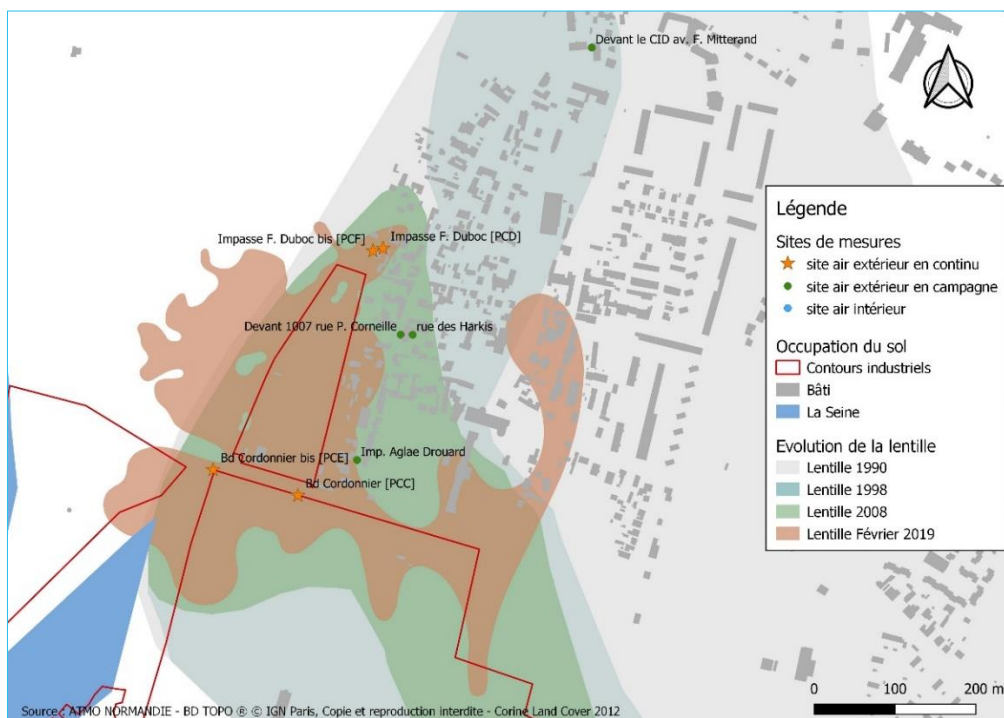 Devant le CID av. F. Mitterand
Impasse F. Duboc bis [PCF]
Impasse F. Duboc [PCD]
Devant 1007 rue P. Corneille
rue des Harkis
Bd Cordonnier bis [PCE]
Imp. Aglae Drouard
Bd Cordonnier [PCC]
Légende
Sites de mesures
site air extérieur en continu
site air extérieur en campagne
site air intérieur
Occupation du sol
Contours industriels
Bâti
La Seine
Evolution de la lentille
Lentille 1990
Lentille 1998
Lentille 2008
Lentille Février 2019
0 100 200 m
Source : ATMO NORMANDIE - BD TOPO ® © IGN Paris, Copie et reproduction interdite - Corine Land Cover 2012